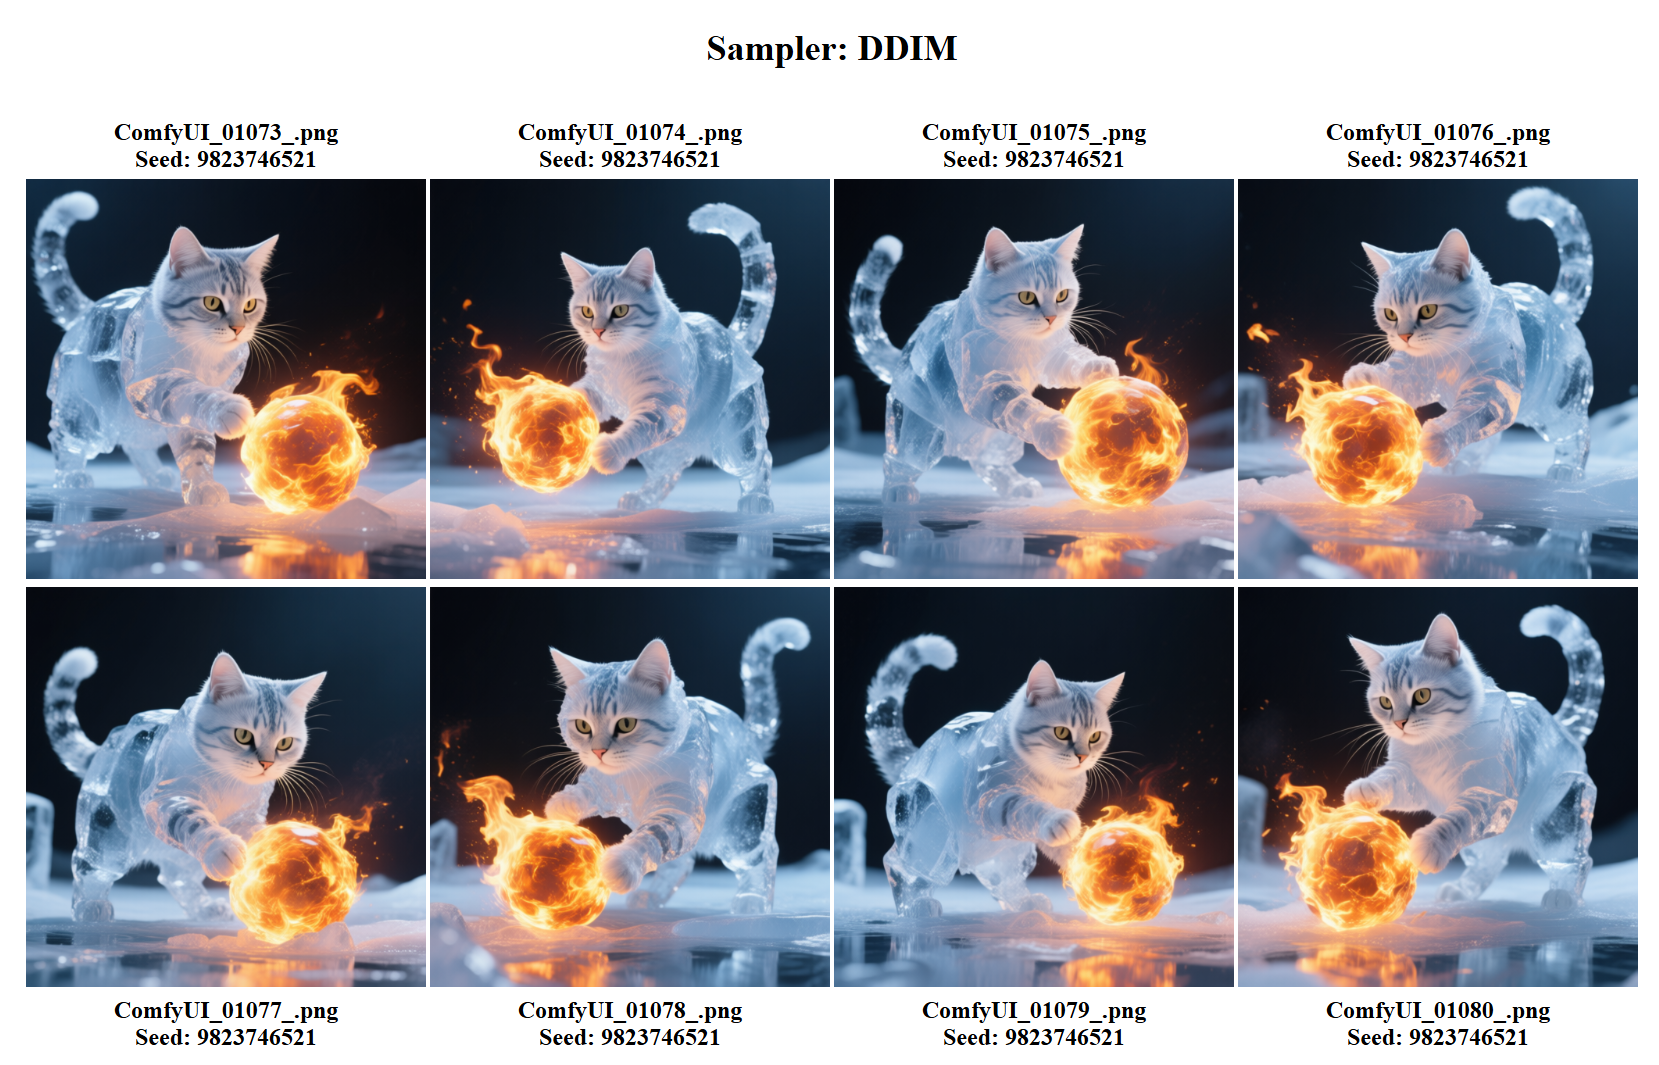 Sampler: DDIM
ComfyUI_01073_.png
Seed: 9823746521
ComfyUI_01074_.png
Seed: 9823746521
ComfyUI_01075_.png
Seed: 9823746521
ComfyUI_01076_.png
Seed: 9823746521
ComfyUI_01077_.png
Seed: 9823746521
ComfyUI_01078_.png
Seed: 9823746521
ComfyUI_01079_.png
Seed: 9823746521
ComfyUI_01080_.png
Seed: 9823746521